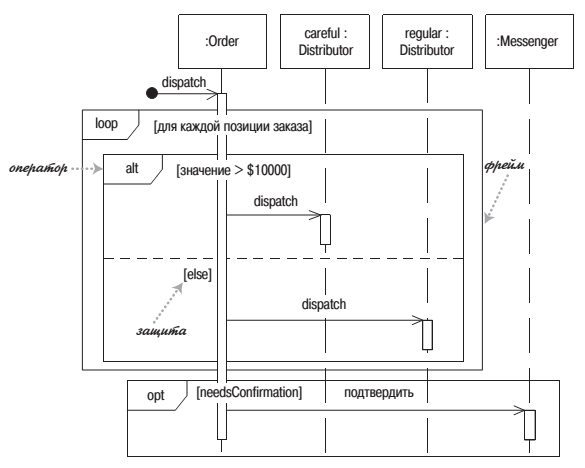 :Order
careful :
Distributor
regular :
Distributor
:Messenger
dispatch
loop
[для каждой позиции заказа]
оператор
alt
[значение > $10000]
фрейм
dispatch
[else]
защита
dispatch
opt
[needsConfirmation]
подтвердить